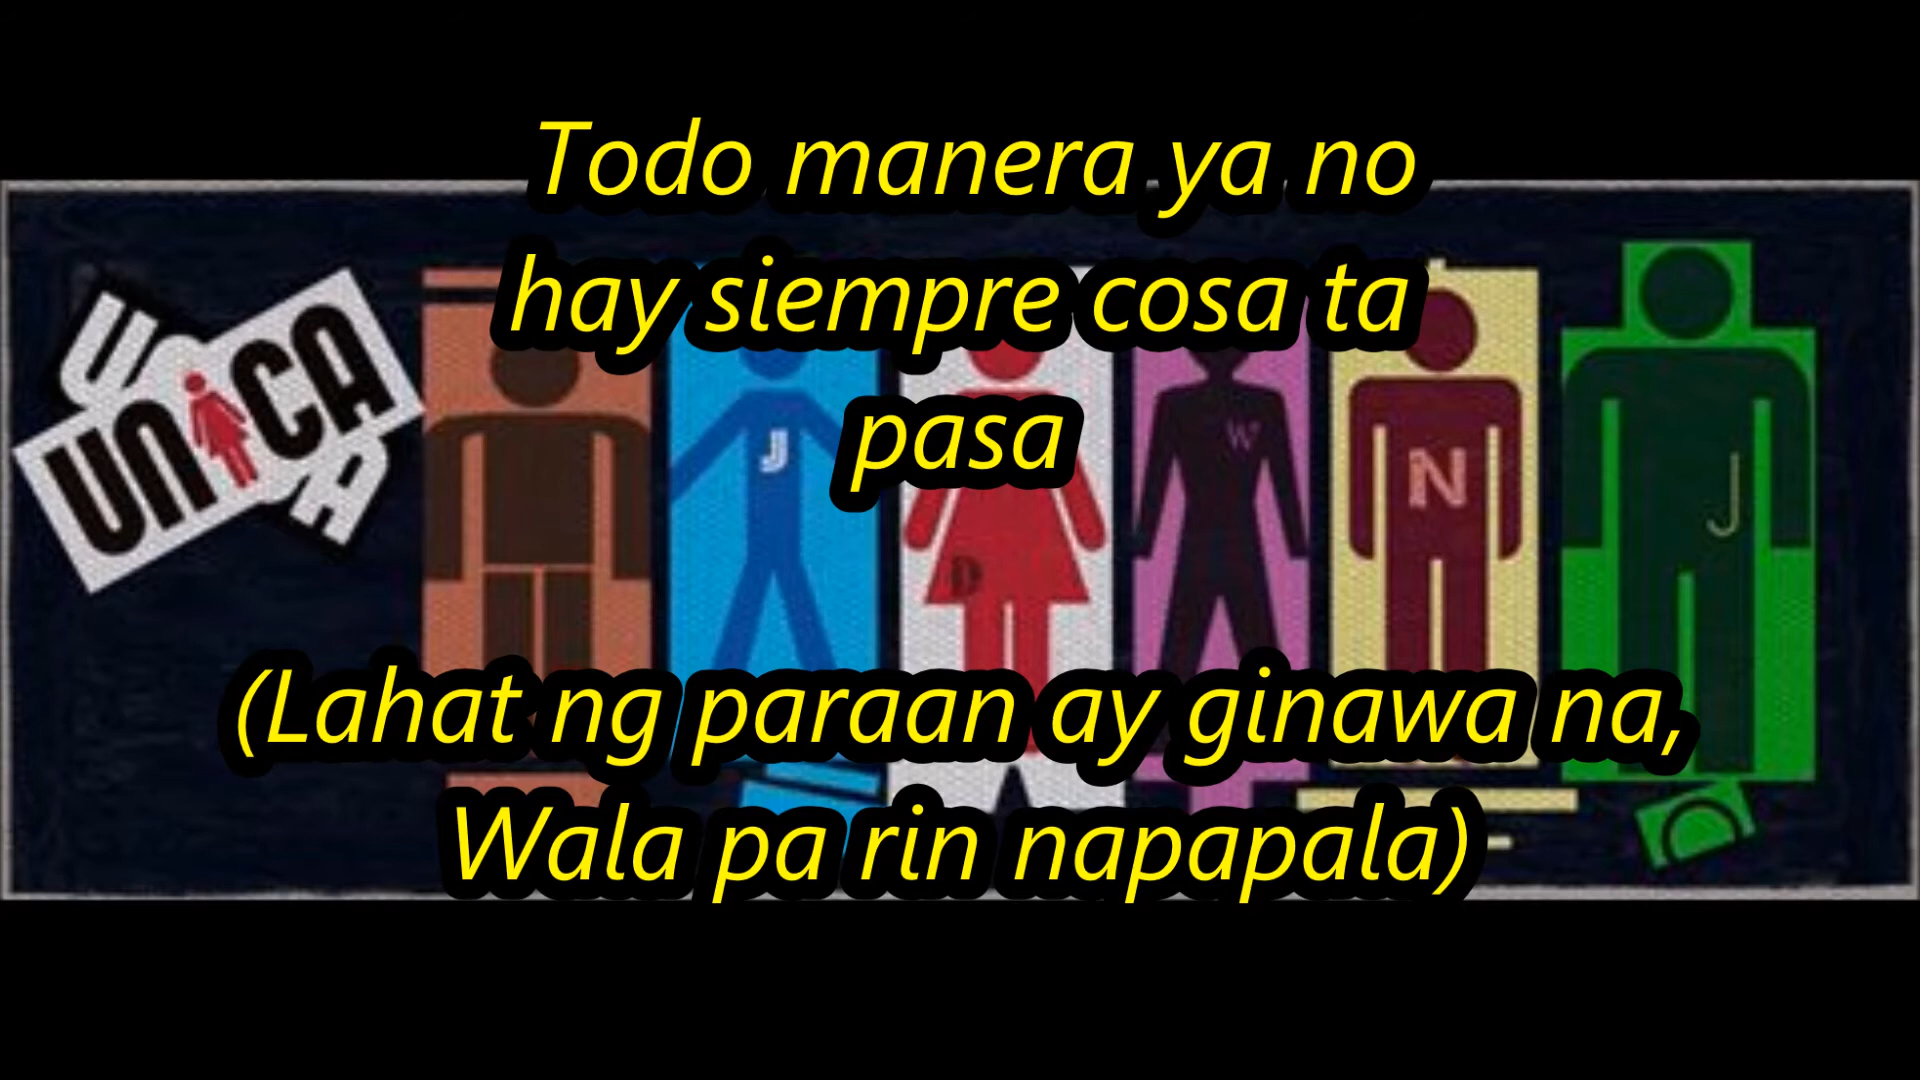 Todo manera ya no
hay siempre cosa ta
pasa
UNICA
J
W
N
J
D
(Lahat ng paraan ay ginawa na,
Wala pa rin napapala)